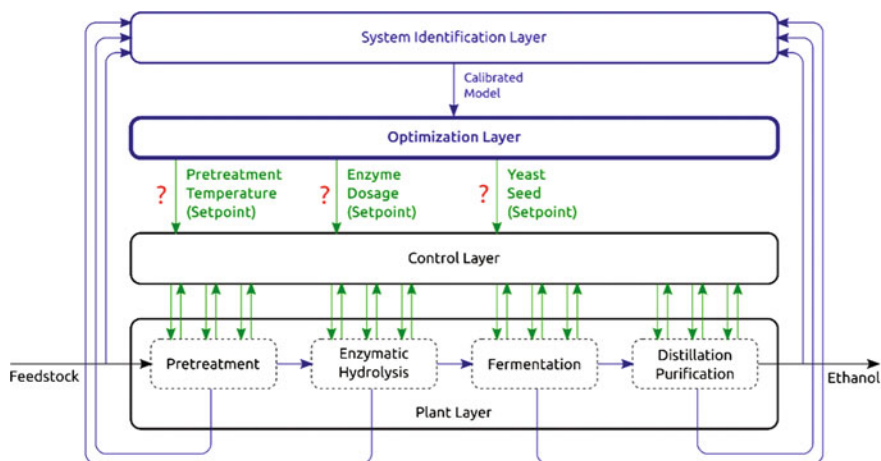 System Identification Layer
Calibrated
Model
Optimization Layer
? Pretreatment
Temperature
(Setpoint)
? Enzyme
Dosage
(Setpoint)
? Yeast
Seed
(Setpoint)
Control Layer
Feedstock
Pretreatment
Enzymatic
Hydrolysis
Fermentation
Distillation
Purification
Ethanol
Plant Layer